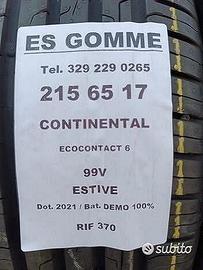 ES GOMME
Tel. 329 229 0265
215 65 17
CONTINENTAL
ECOCONTACT 6
99V
ESTIVE
Dot. 2021 / Bat. DEMO 100%
RIF 370
subito